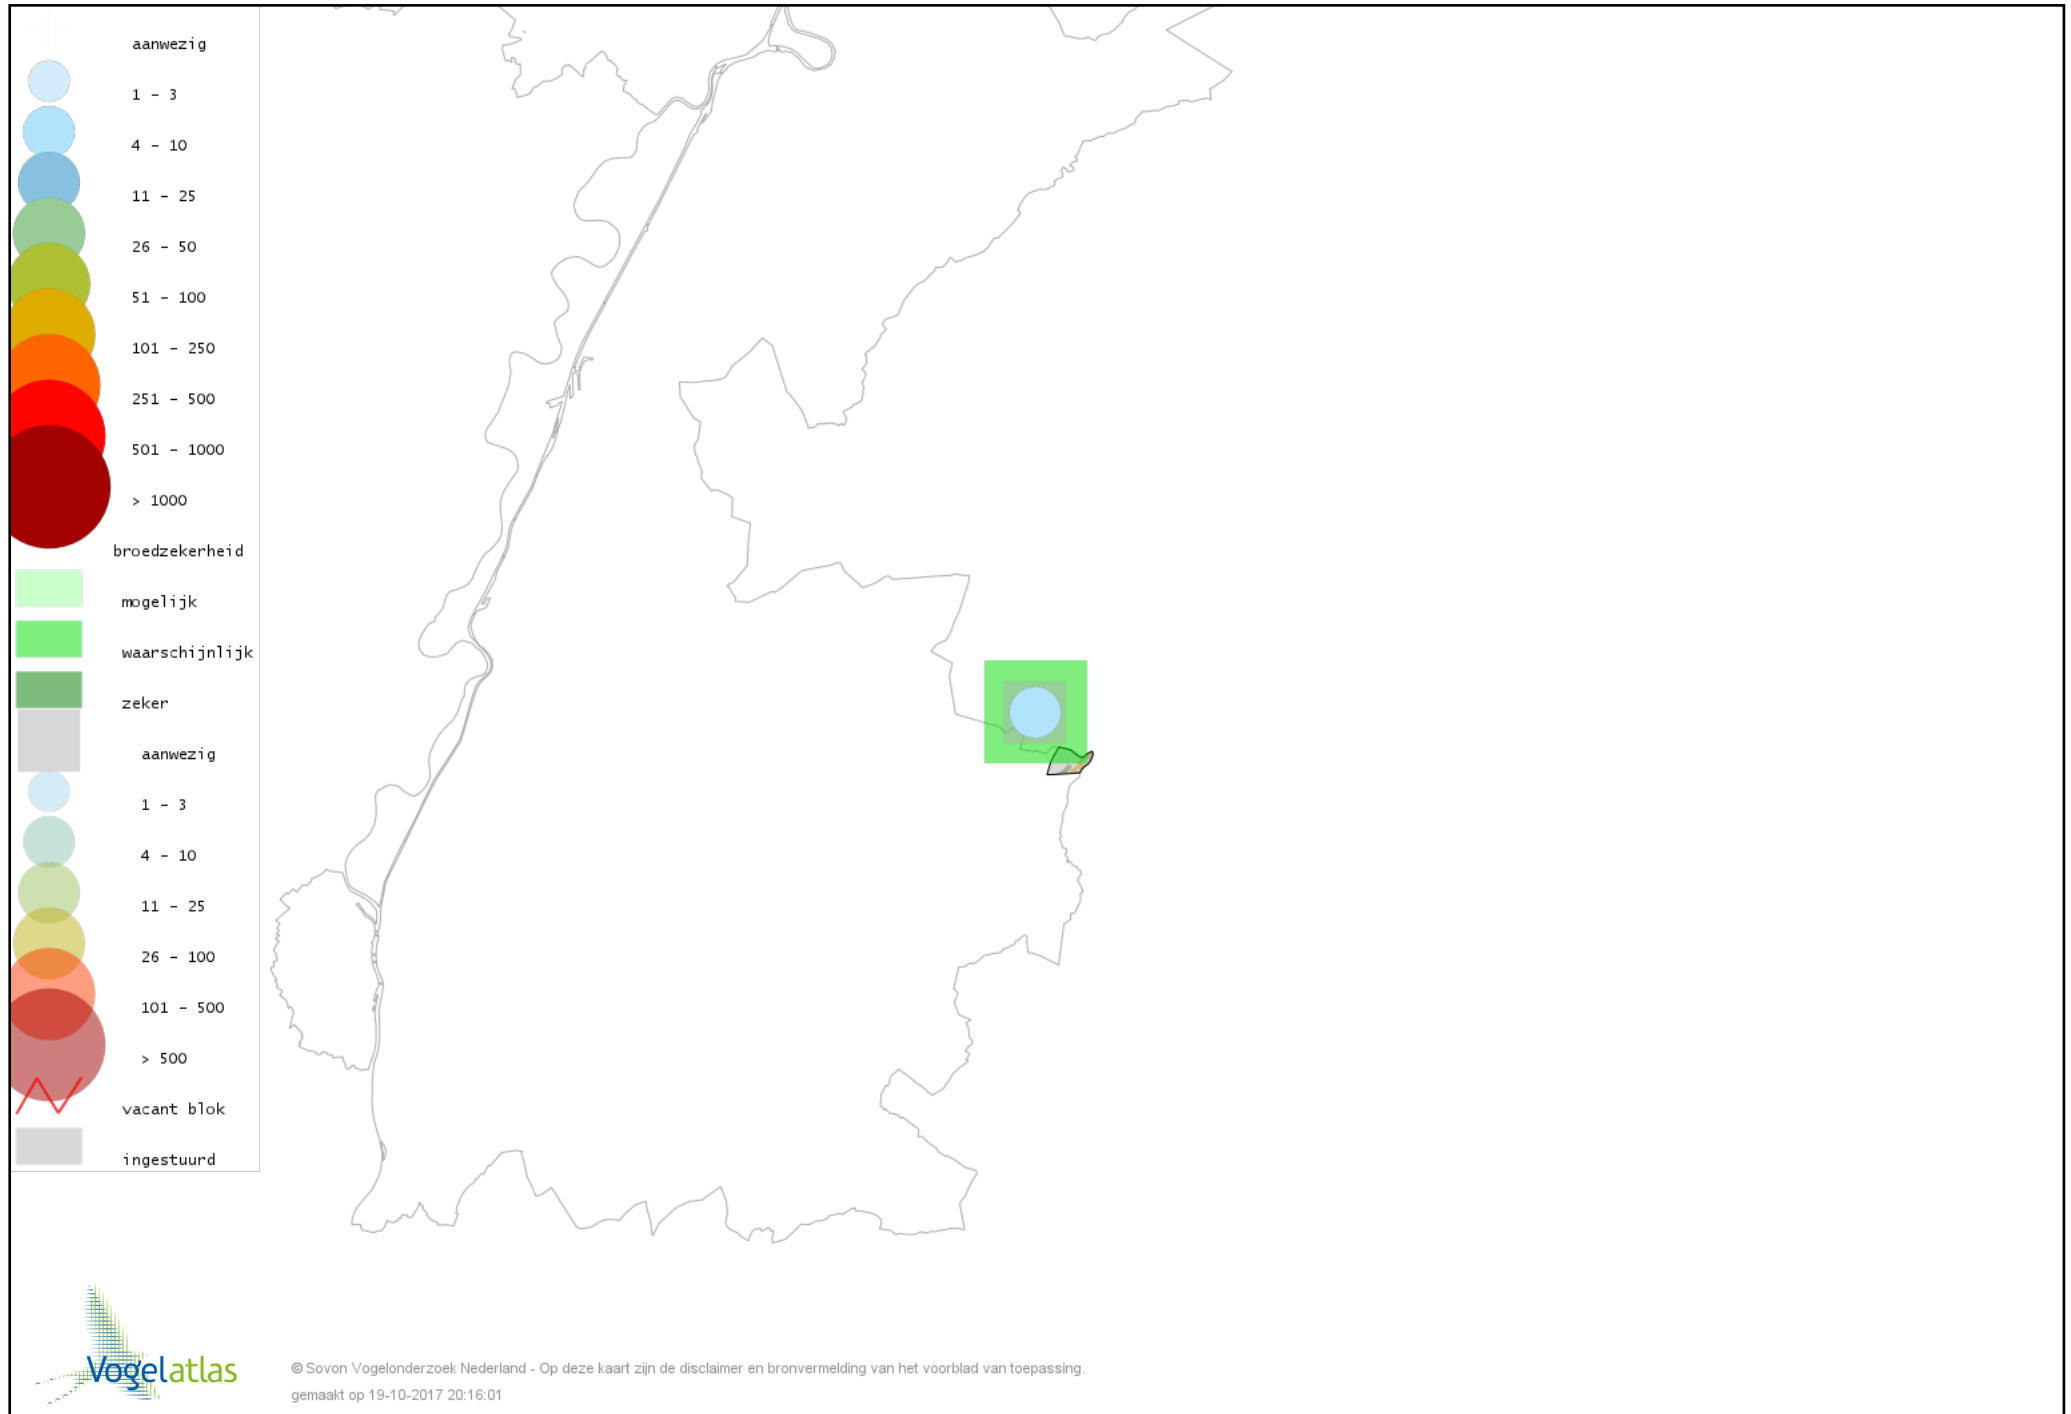 aanwezig
1 - 3
4 - 10
11 - 25
26 - 50
51 - 100
101 - 250
251 - 500
501 - 1000
> 1000
broedzekerheid
mogelijk
waarschijnlijk
zeker
aanwezig
1 - 3
4 - 10
11 - 25
26 - 100
101 - 500
> 500
vacant blok
ingestuurd
Vogelatlas
© Sovon Vogelonderzoek Nederland - Op deze kaart zijn de disclaimer en bronvermelding van het voorblad van toepassing.
gemaakt op 19-10-2017 20:16:01